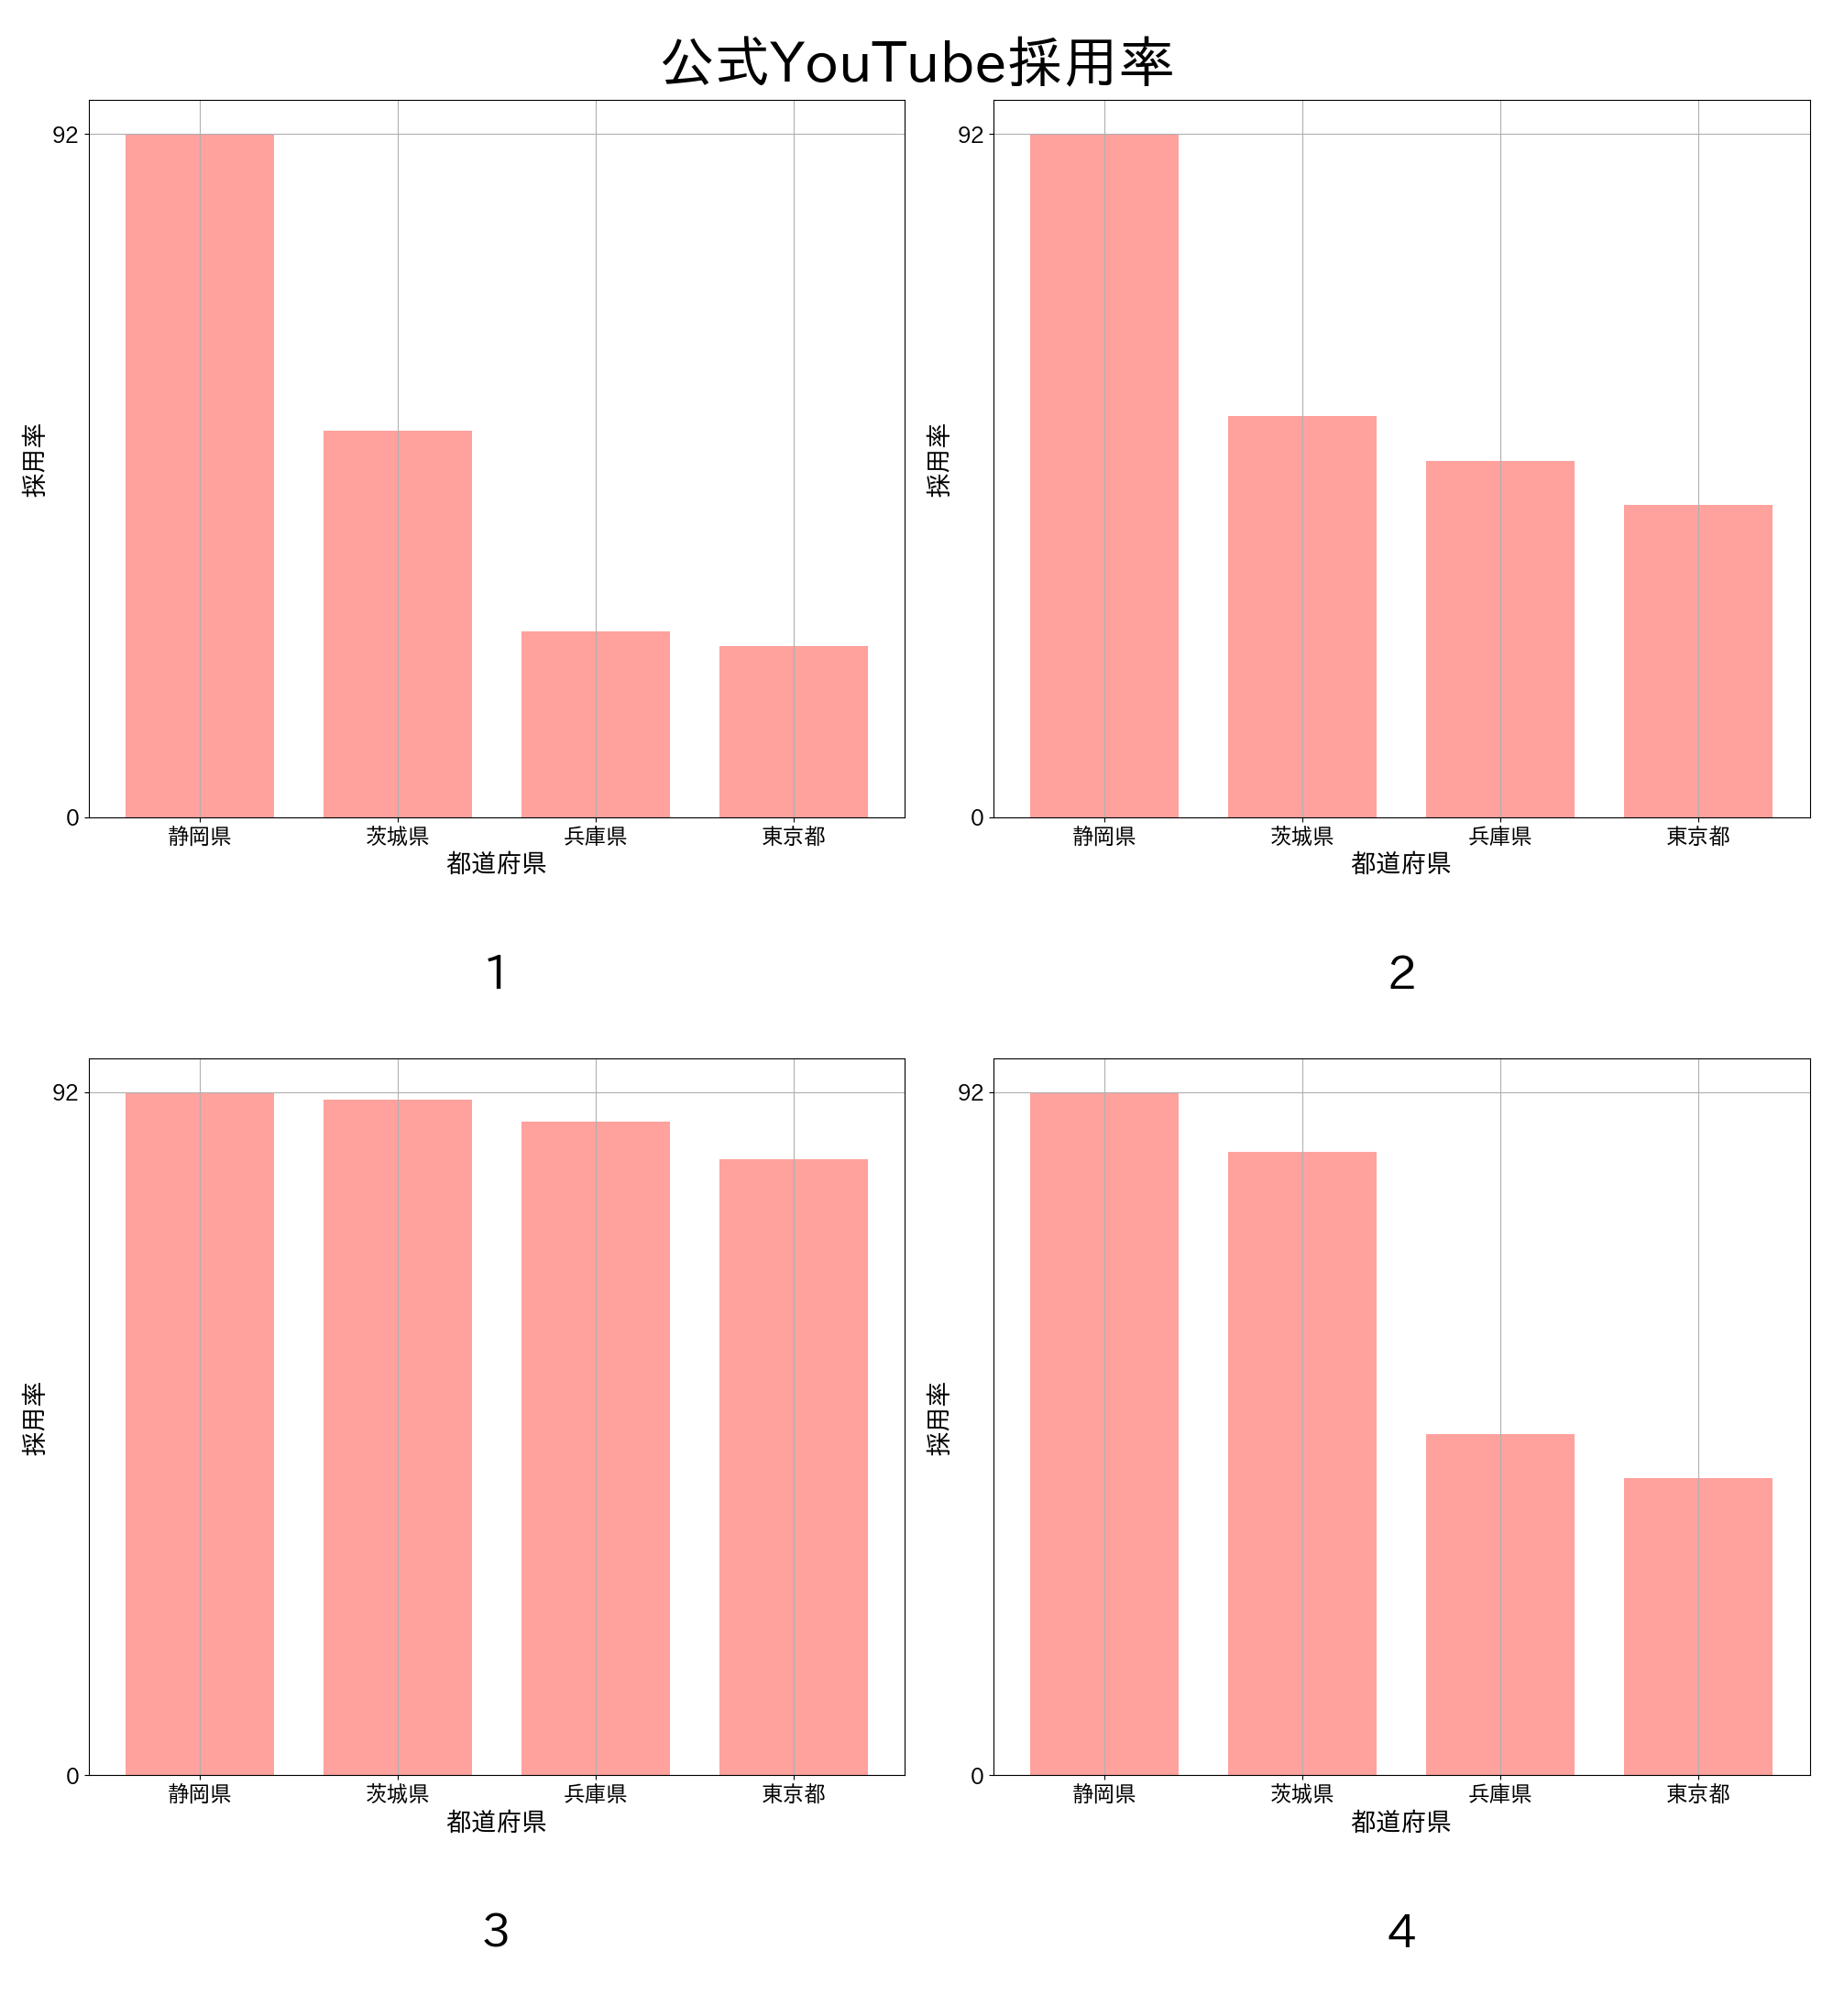 公式YouTube採用率
92
採用率
0
静岡県 茨城県 兵庫県 東京都
都道府県
1
92
採用率
0
静岡県 茨城県 兵庫県 東京都
都道府県
2
92
採用率
0
静岡県 茨城県 兵庫県 東京都
都道府県
3
92
採用率
0
静岡県 茨城県 兵庫県 東京都
都道府県
4